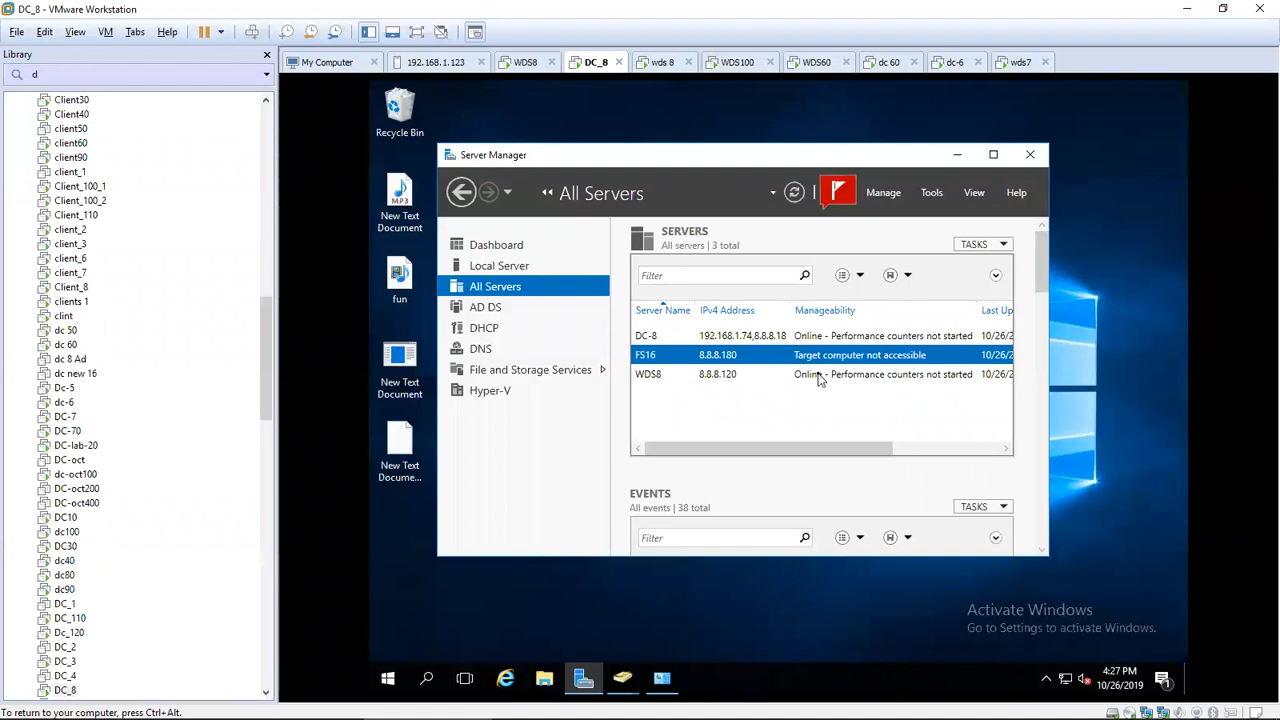 DC_8 - VMware Workstation
File Edit View VM Tabs Help
Library
d
Client30
Client40
client50
client60
client90
client_1
Client_100_1
Client_100_2
Client_110
client_2
client_3
client_6
client_7
Client_8
clients 1
clint
dc 50
dc 60
dc 8 Ad
dc new 16
Dc-5
dc-6
DC-7
DC-70
DC-lab-20
DC-oct
dc-oct100
DC-oct200
DC-oct400
DC10
dc100
DC30
dc40
dc80
dc90
DC_1
DC_110
DC_120
DC_2
DC_3
DC_4
DC_8
My Computer
192.168.1.123
WDS8
DC_8
wds 8
WDS100
WDS60
dc 60
dc-6
wds7
Recycle Bin
New Text
Document
fun
New Text
Document
New Text
Docume...
Server Manager
All Servers
Manage Tools View Help
Dashboard
Local Server
All Servers
AD DS
DHCP
DNS
File and Storage Services
Hyper-V
SERVERS
All servers | 3 total
TASKS
Filter
Server Name IPv4 Address Manageability Last Up
DC-8 192.168.1.74,8.8.8.18 Online - Performance counters not started 10/26/2
FS16 8.8.8.180 Target computer not accessible 10/26/2
WDS8 8.8.8.120 Online - Performance counters not started 10/26/2
EVENTS
All events | 38 total
TASKS
Filter
Activate Windows
Go to Settings to activate Windows.
4:27 PM
10/26/2019
1
To return to your computer, press Ctrl+Alt.